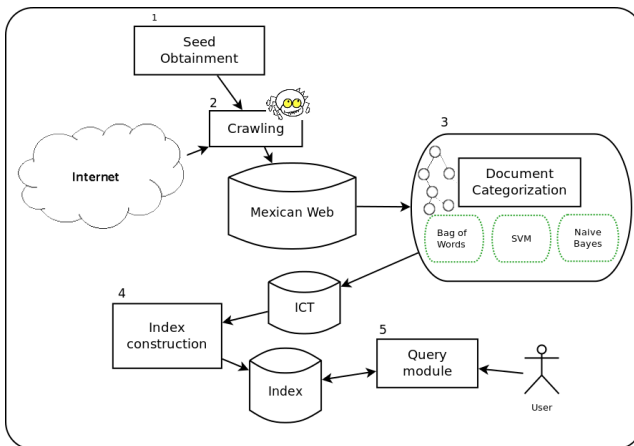 1
Seed
Obtainment
2
Crawling
3
Internet
Document
Categorization
Mexican Web
Bag of
Words
SVM
Naive
Bayes
ICT
4
Index
construction
5
Query
module
Index
User